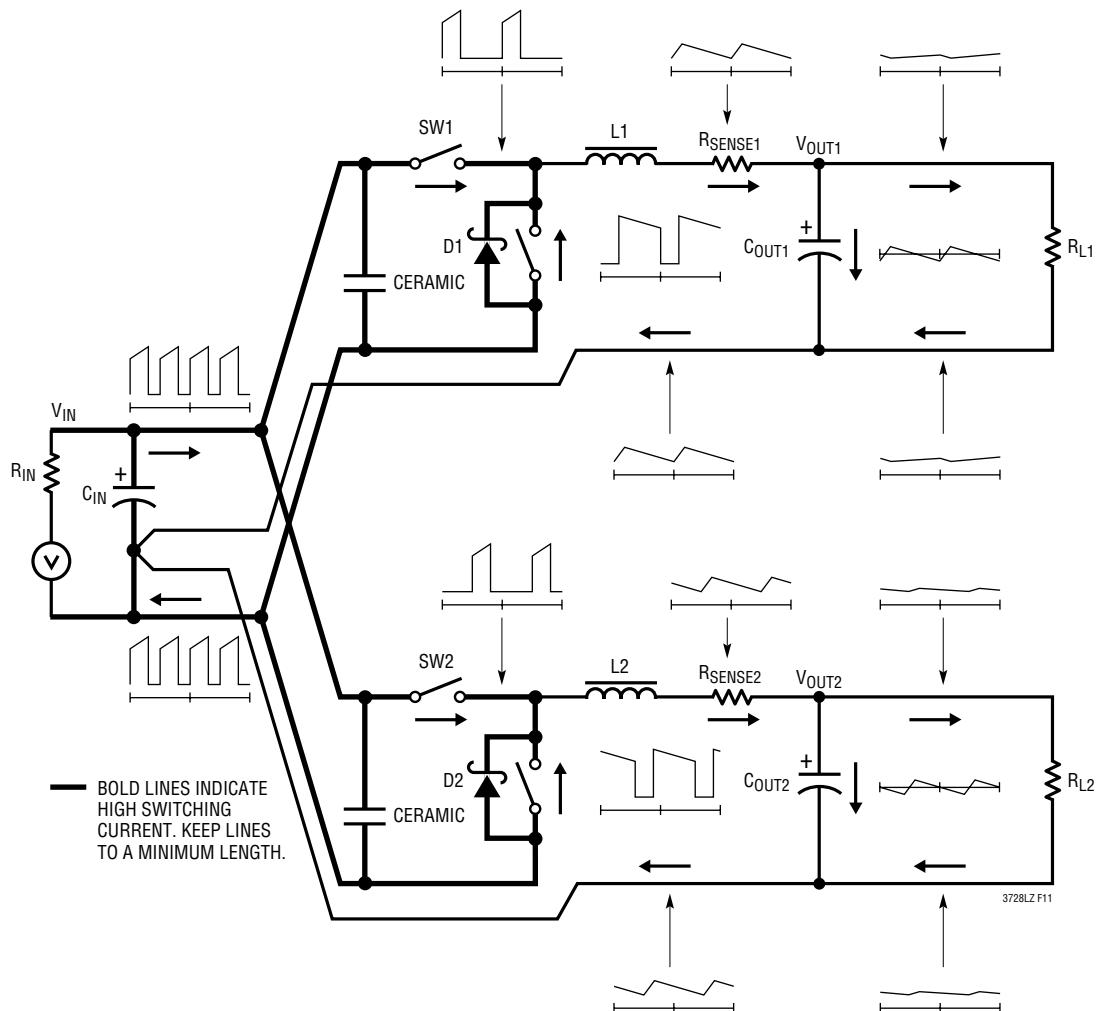 SW1
L1
RSENSE1
VOUT1
D1
CERAMIC
COUT1
RL1
VIN
RIN
CIN
+
+
V
SW2
L2
RSENSE2
VOUT2
D2
CERAMIC
COUT2
+
RL2
BOLD LINES INDICATE
HIGH SWITCHING
CURRENT. KEEP LINES
TO A MINIMUM LENGTH.
3728LZ F11